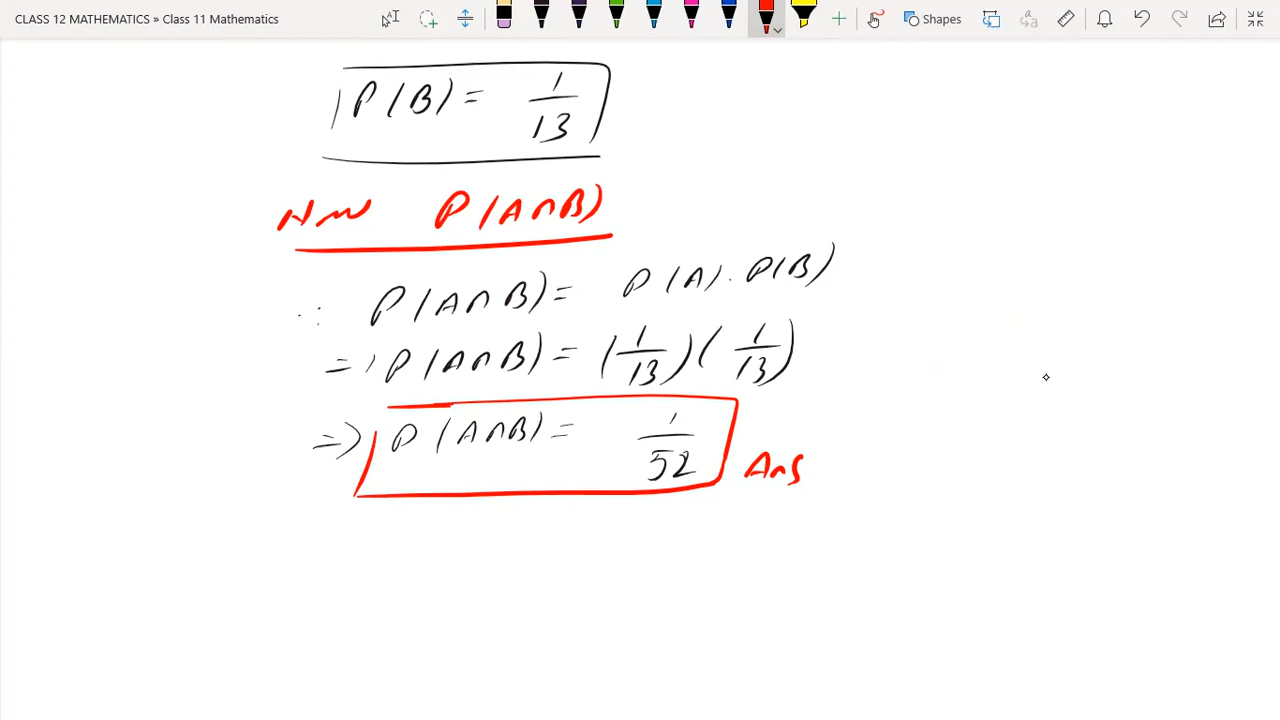 CLASS 12 MATHEMATICS » Class 11 Mathematics
Shapes
P(B) = 1/13
Now P(A∩B)
∵ P(A∩B) = P(A). P(B)
=) P(A∩B) = (1/13)(1/13)
=> P(A∩B) = 1/52 Ans